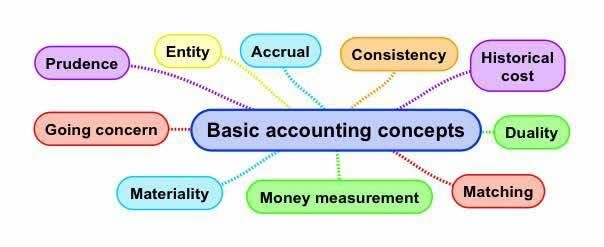 Prudence
Entity
Accrual
Consistency
Historical
cost
Going concern
Basic accounting concepts
Duality
Materiality
Money measurement
Matching